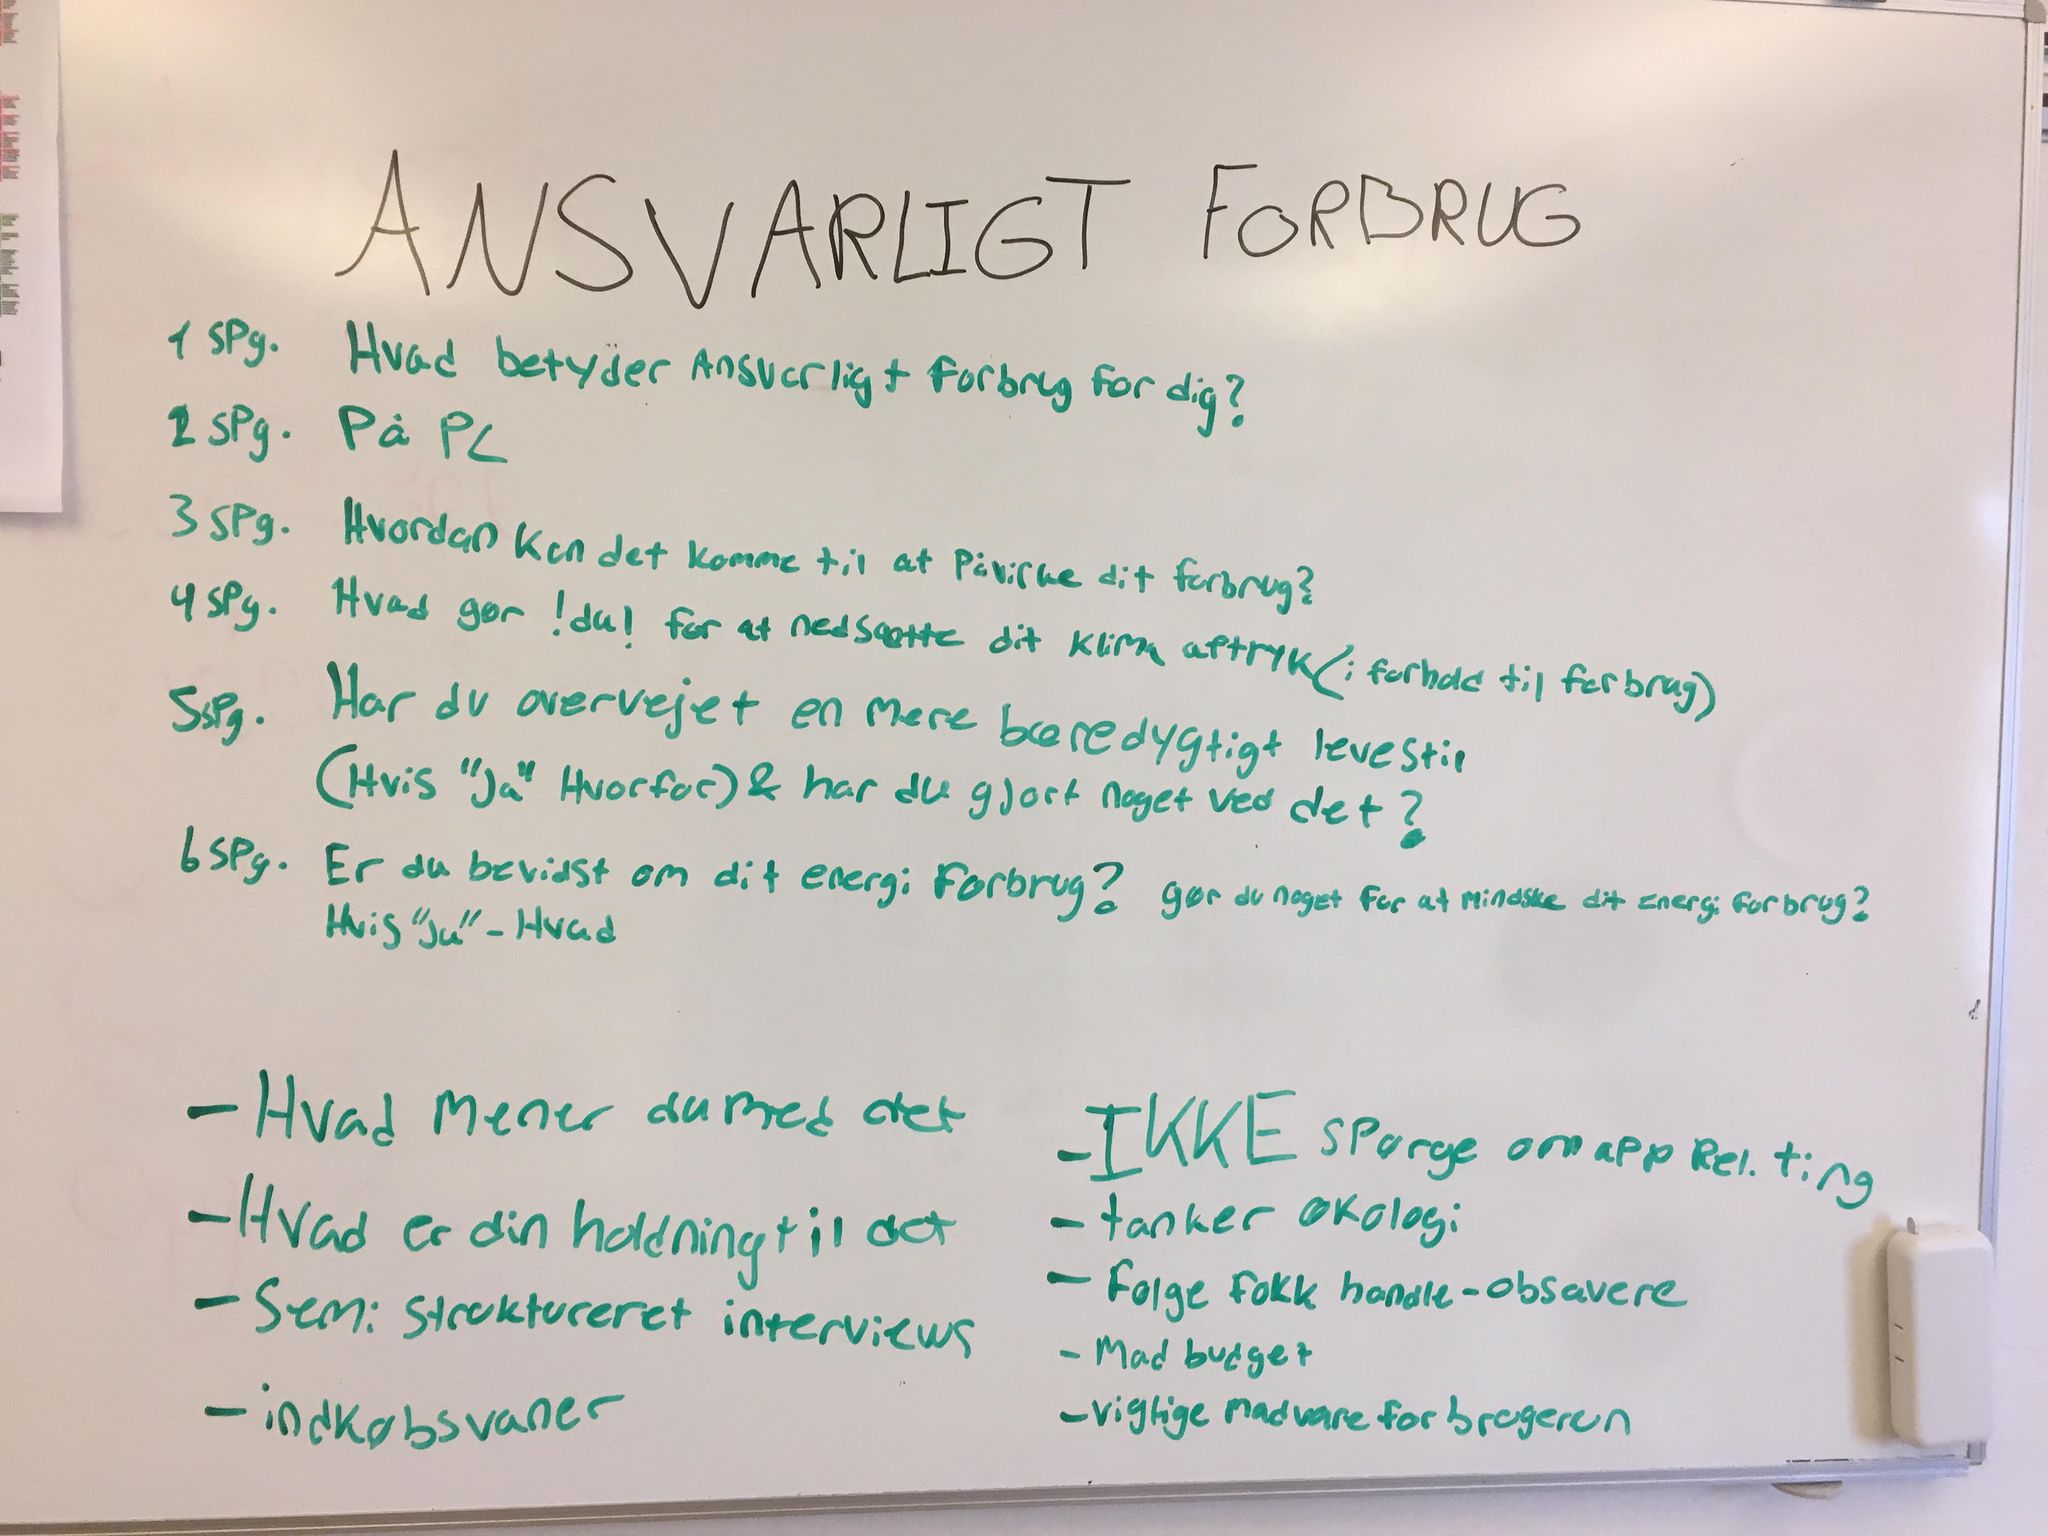 ANSVARLIGT FORBRUG
1 SPg. Hvad betyder Ansvarligt Forbrug For dig?
2 SPg. På PC
3 SPg. Hvordan kan det komme til at Påvirke dit forbrug?
4 SPg. Hvad gør !du! for at nedsætte dit klima aftryk (i forhold til forbrug)
5 SPg. Har du overvejet en mere bæredygtigt levestil
(Hvis "Ja" Hvorfor) & har du gjort noget ved det?
6 SPg. Er du bevidst om dit energi Forbrug? gør du noget for at mindske dit energi forbrug?
Hvis "Ja" - Hvad
- Hvad mener du med det
- Hvad er din holdning til det
- Semi struktureret interviews
- indkøbsvaner
- IKKE spørge om app Rel. ting
- tanker økologi
- Følge folkk handle - obsavere
- Mad budget
- vigtige madvare forbrugeren